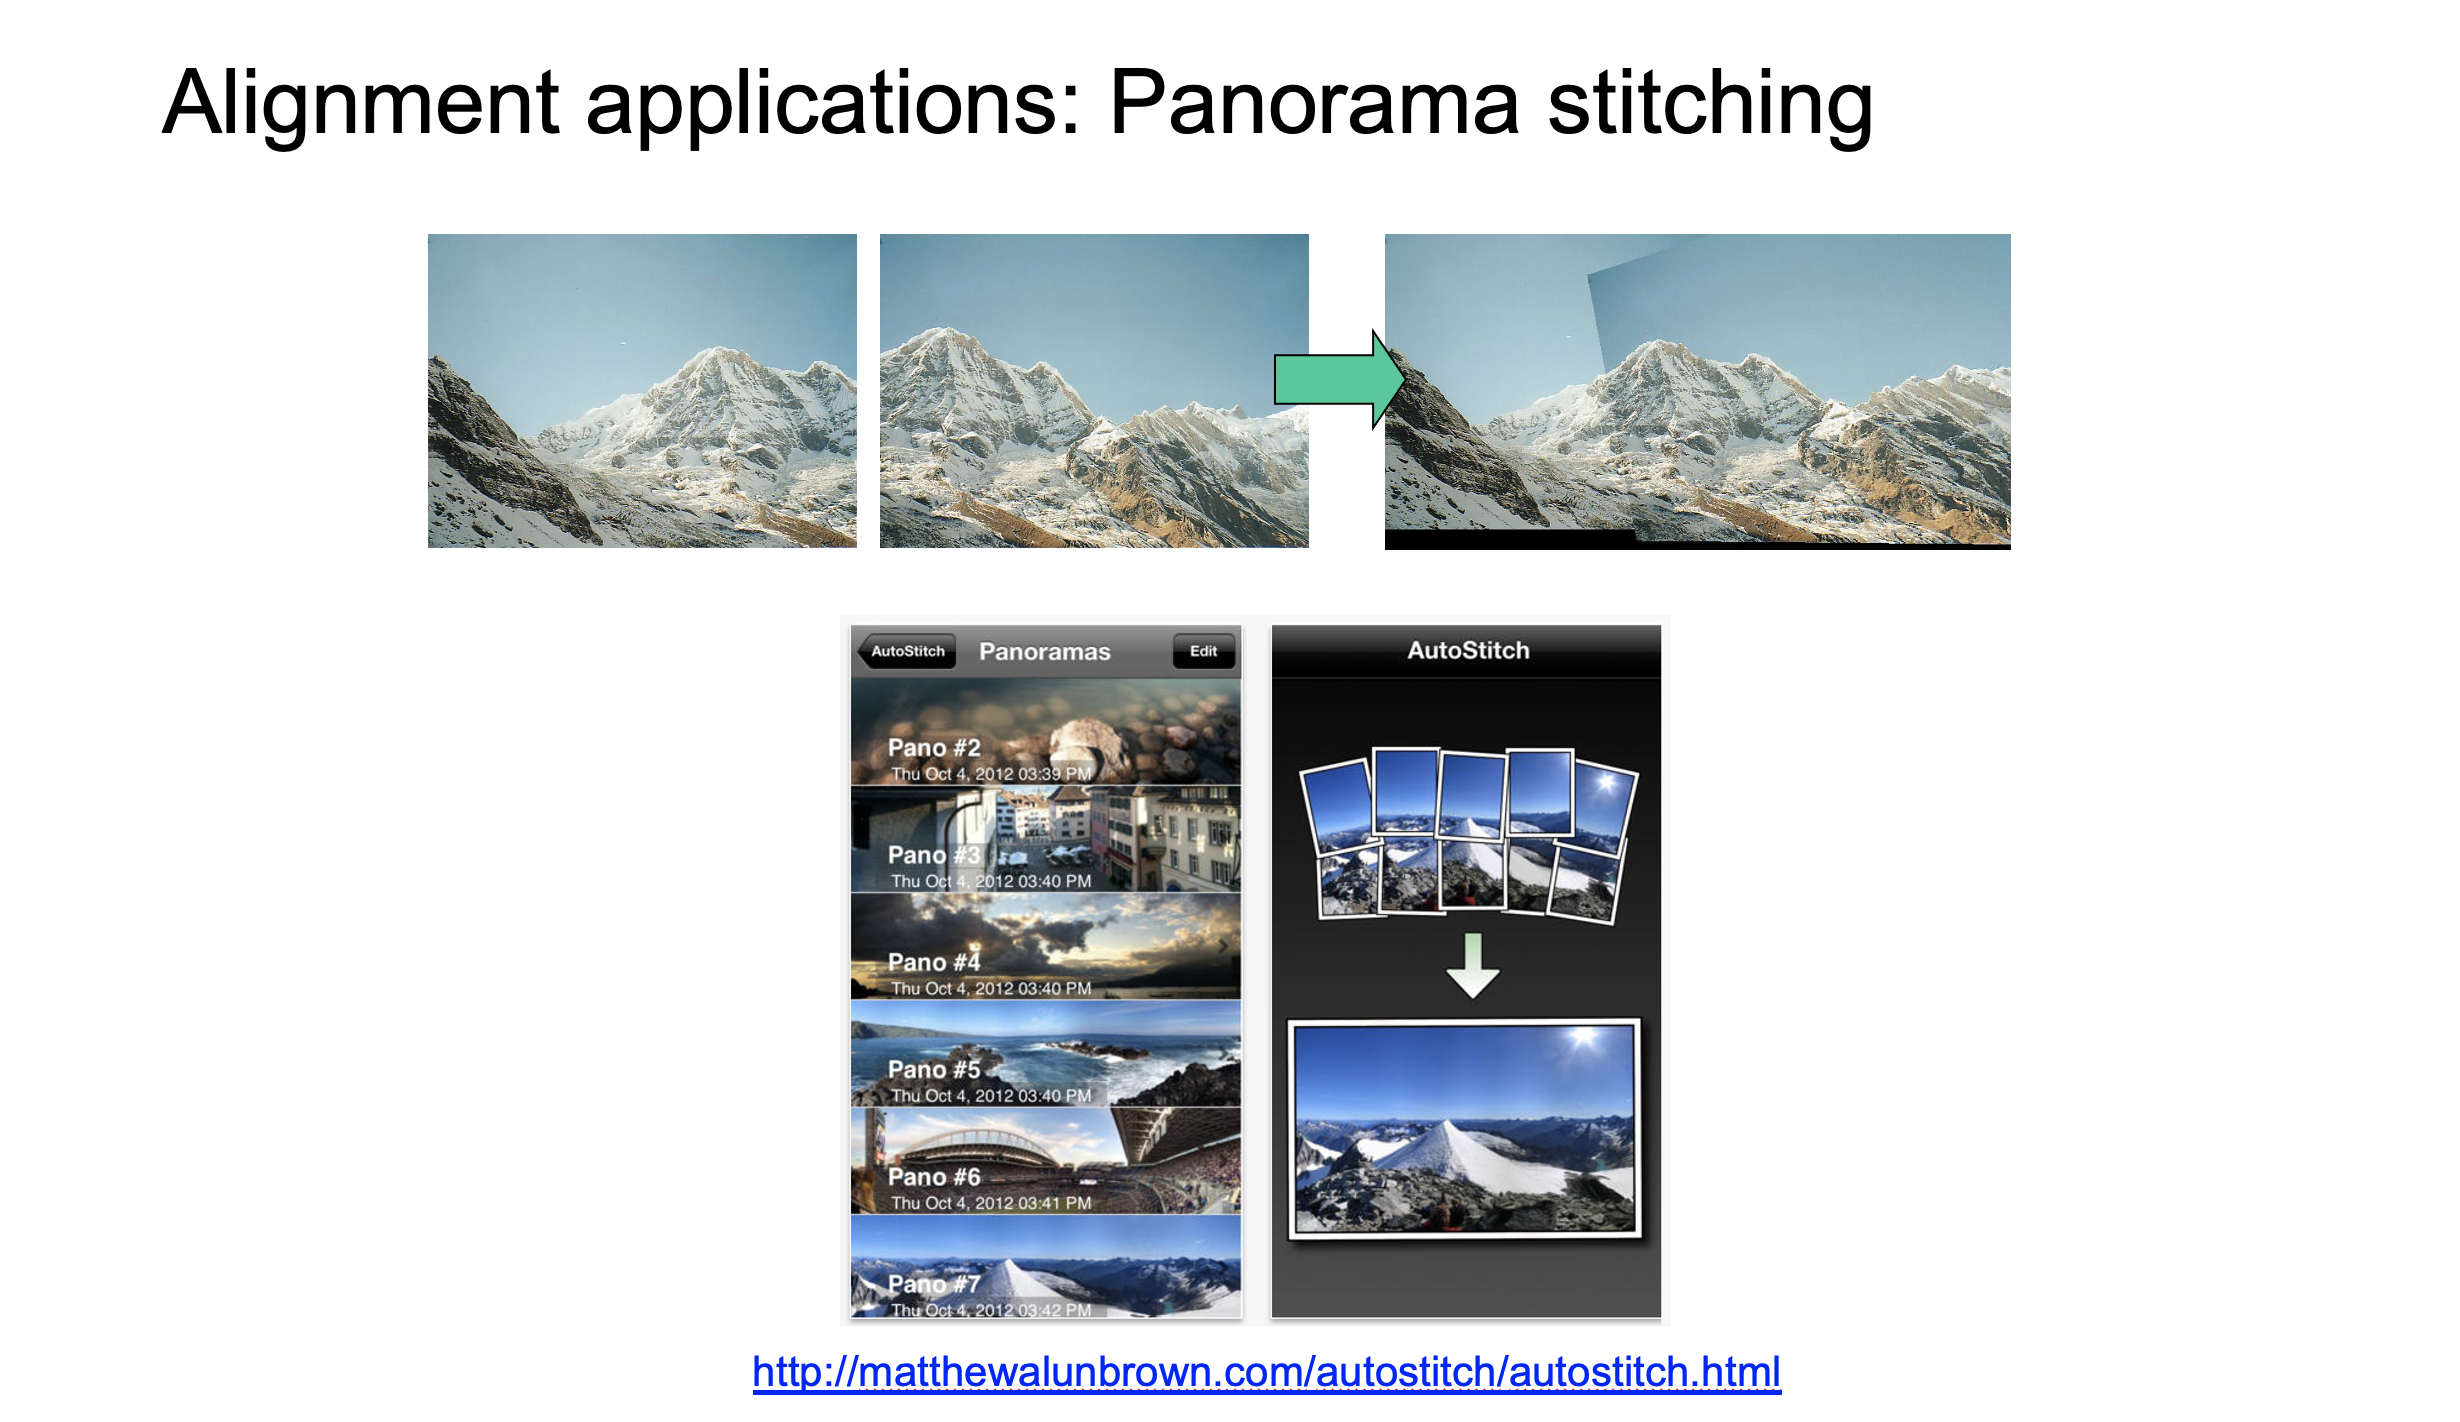 Alignment applications: Panorama stitching
AutoStitch
Panoramas
Edit
Pano #2
Thu Oct 4, 2012 03:39 PM
Pano #3
Thu Oct 4, 2012 03:40 PM
Pano #4
Thu Oct 4, 2012 03:40 PM
Pano #5
Thu Oct 4, 2012 03:40 PM
Pano #6
Thu Oct 4, 2012 03:41 PM
Pano #7
Thu Oct 4, 2012 03:42 PM
AutoStitch
http://matthewalunbrown.com/autostitch/autostitch.html